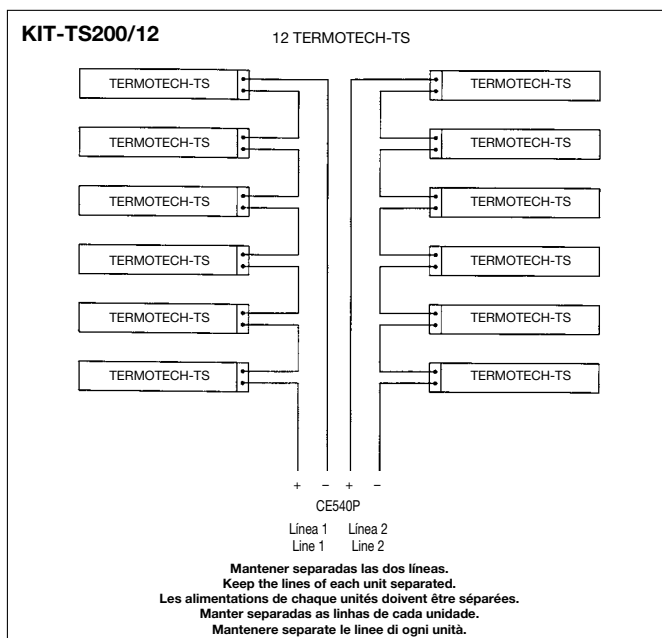 KIT-TS200/12
12 TERMOTECH-TS
TERMOTECH-TS TERMOTECH-TS
TERMOTECH-TS TERMOTECH-TS
TERMOTECH-TS TERMOTECH-TS
TERMOTECH-TS TERMOTECH-TS
TERMOTECH-TS TERMOTECH-TS
TERMOTECH-TS TERMOTECH-TS
+ − + −
CE540P
Línea 1 Línea 2
Line 1 Line 2
Mantener separadas las dos líneas.
Keep the lines of each unit separated.
Les alimentations de chaque unités doivent être séparées.
Manter separadas as linhas de cada unidade.
Mantenere separate le linee di ogni unità.